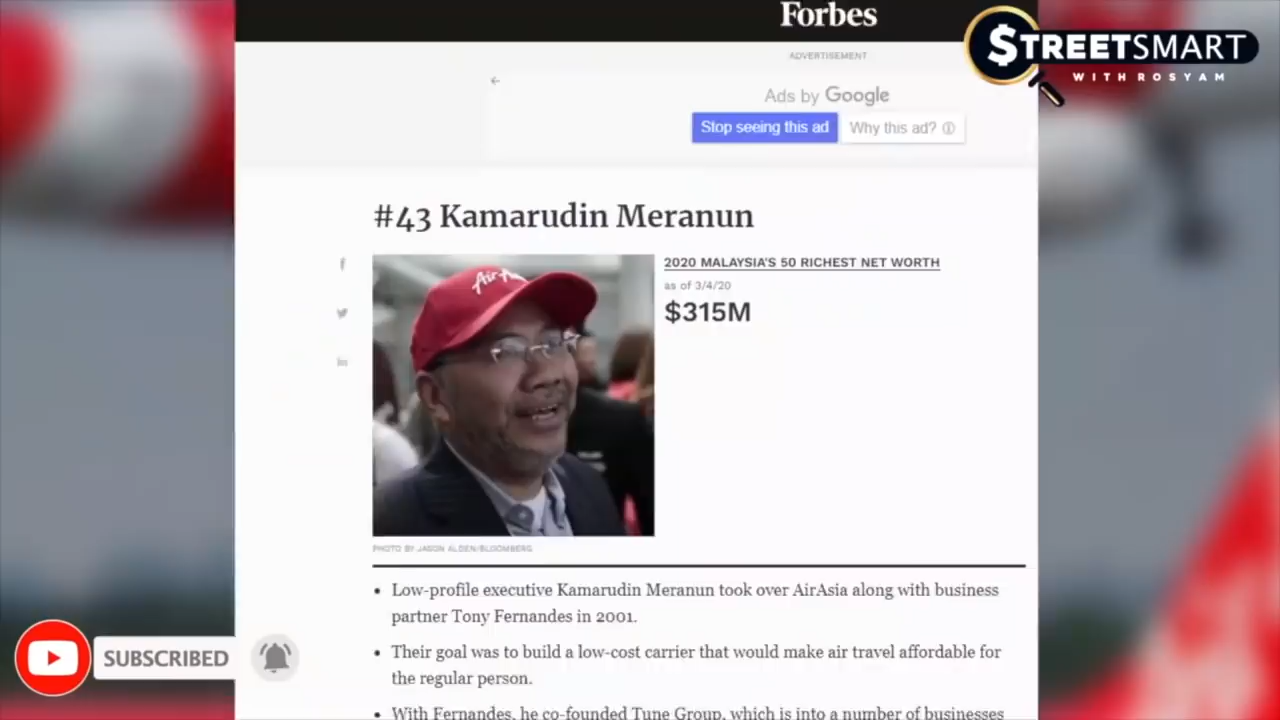 Forbes
$TREETSMART
WITH ROSYAM
ADVERTISEMENT
Ads by Google
Stop seeing this ad
Why this ad?
#43 Kamarudin Meranun
2020 MALAYSIA'S 50 RICHEST NET WORTH
as of 3/4/20
$315M
PHOTO BY JASON ALDEN/BLOOMBERG
Low-profile executive Kamarudin Meranun took over AirAsia along with business
partner Tony Fernandes in 2001.
Their goal was to build a low-cost carrier that would make air travel affordable for
the regular person.
With Fernandes, he co-founded Tune Group, which is into a number of businesses
SUBSCRIBED